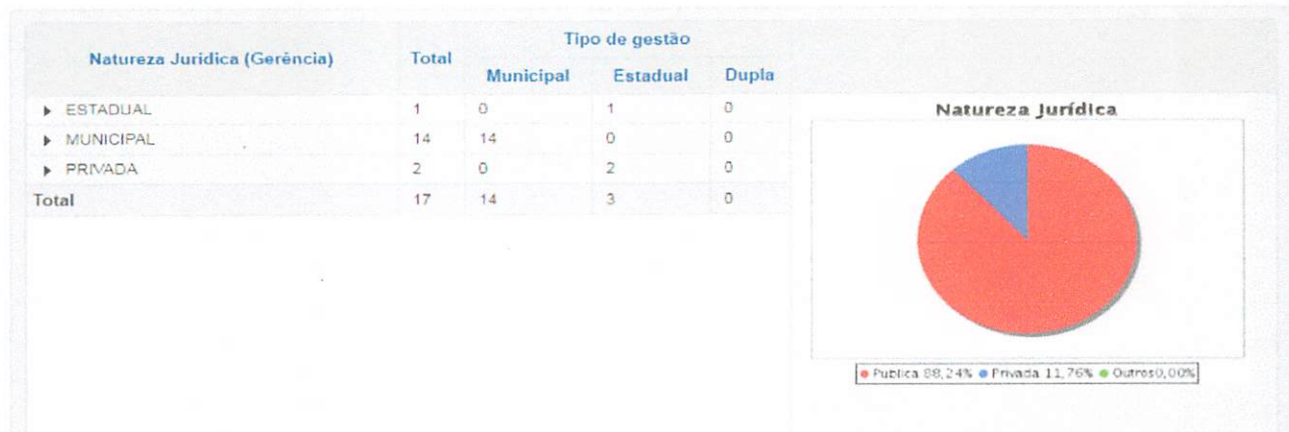 Natureza Jurídica (Gerência) Total Tipo de gestão
Municipal Estadual Dupla
ESTADUAL 1 0 1 0
MUNICIPAL 14 14 0 0
PRIVADA 2 0 2 0
Total 17 14 3 0
Natureza Jurídica
Publica 88,24% Privada 11,76% Outros0,00%